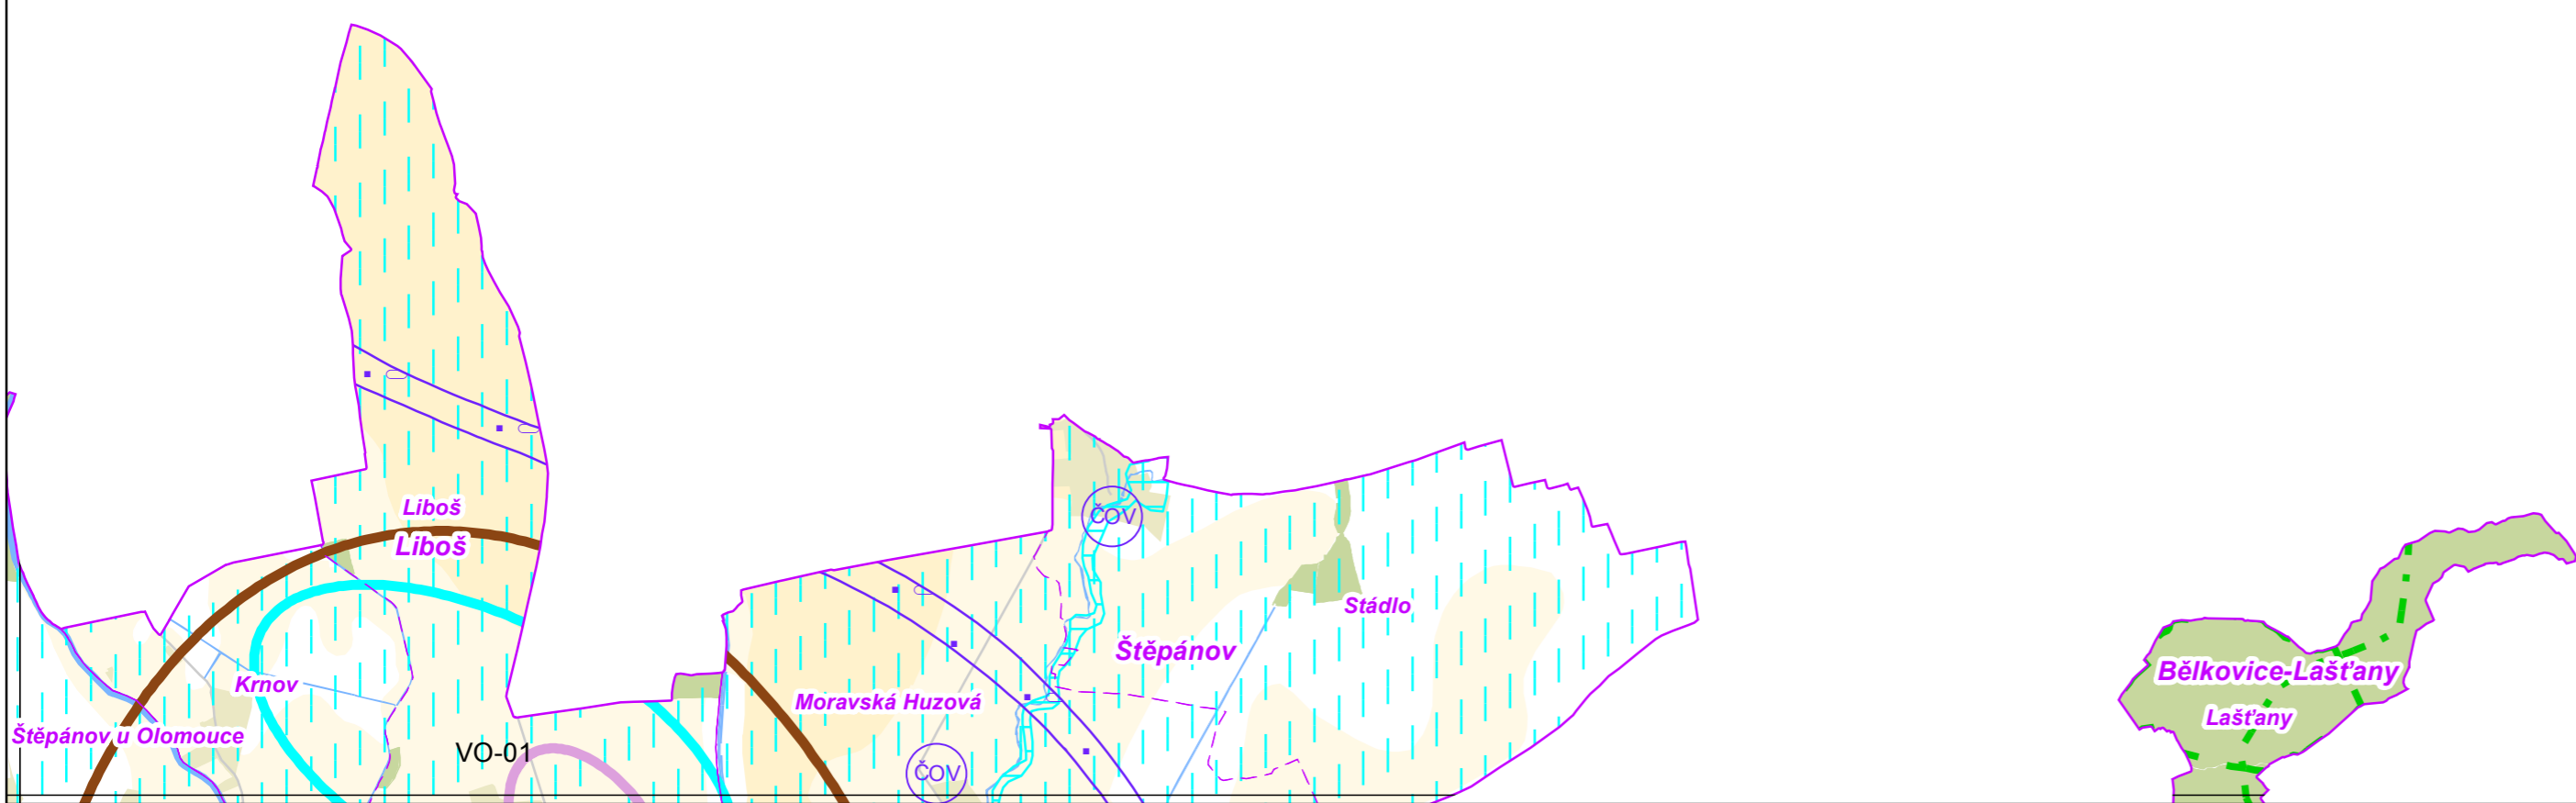 ČOV
Liboš
Liboš
Stádlo
Štěpánov
Bělkovice-Lašťany
Krnov
Moravská Huzová
Lašťany
Štěpánov u Olomouce
VO-01
ČOV